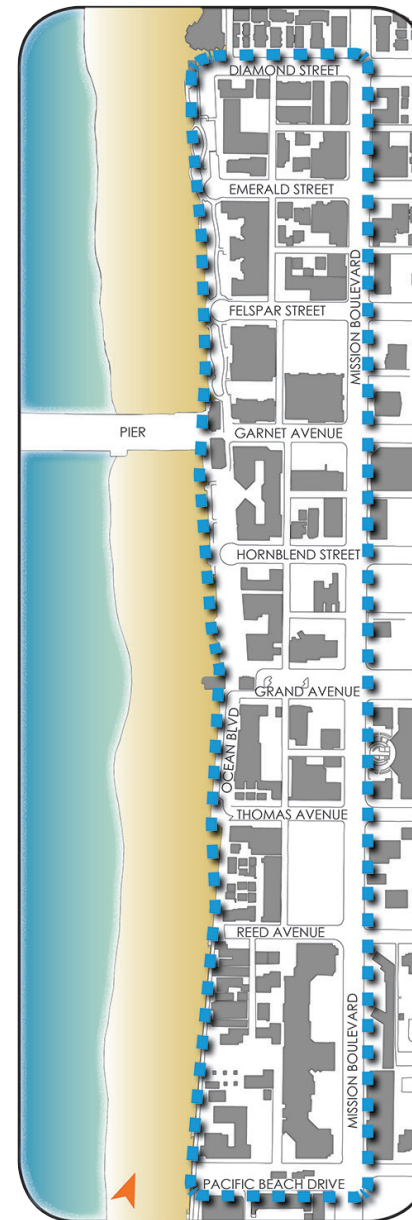 DIAMOND STREET
EMERALD STREET
MISSION BOULEVARD
FELSPAR STREET
PIER
GARNET AVENUE
HORNBLEND STREET
GRAND AVENUE
OCEAN BLVD
THOMAS AVENUE
REED AVENUE
MISSION BOULEVARD
PACIFIC BEACH DRIVE